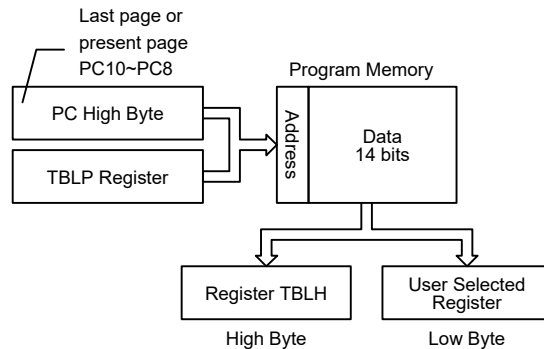 Last page or
present page
PC10~PC8
Program Memory
PC High Byte
TBLP Register
Address
Data
14 bits
Register TBLH
User Selected
Register
High Byte
Low Byte